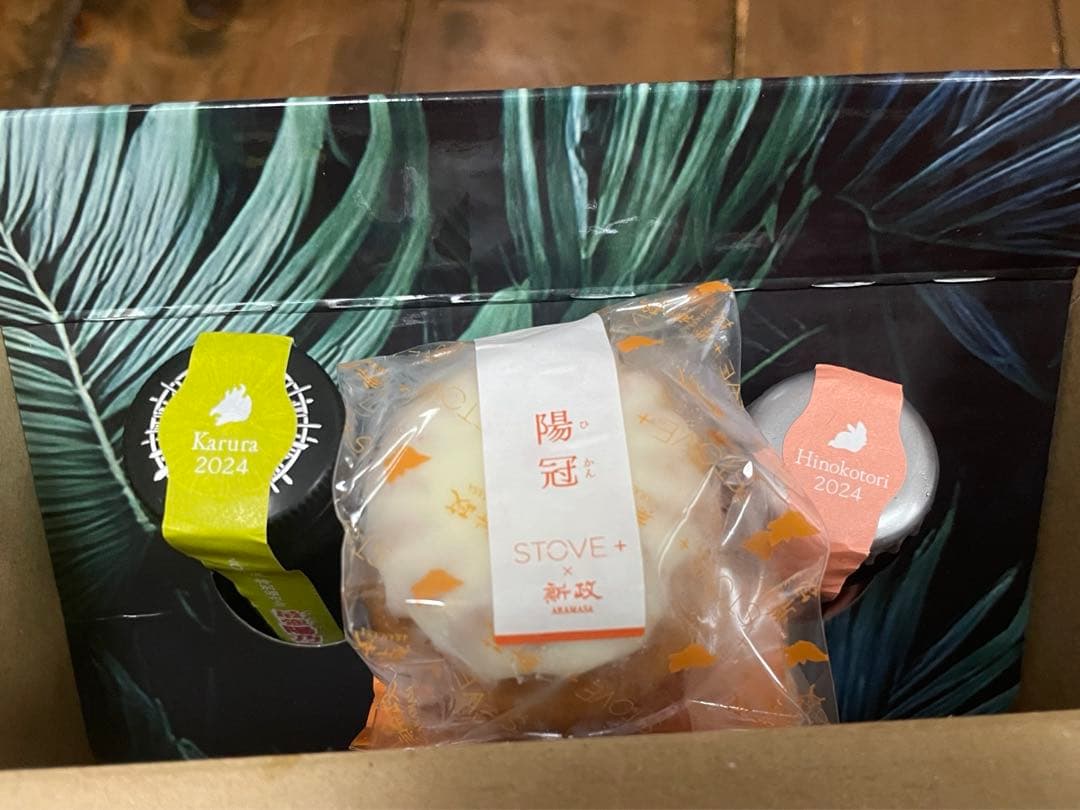 Karura
2024
陽
ひ
冠
かん
STOVE+
×
新政
ARAMASA
Hinokotori
2024